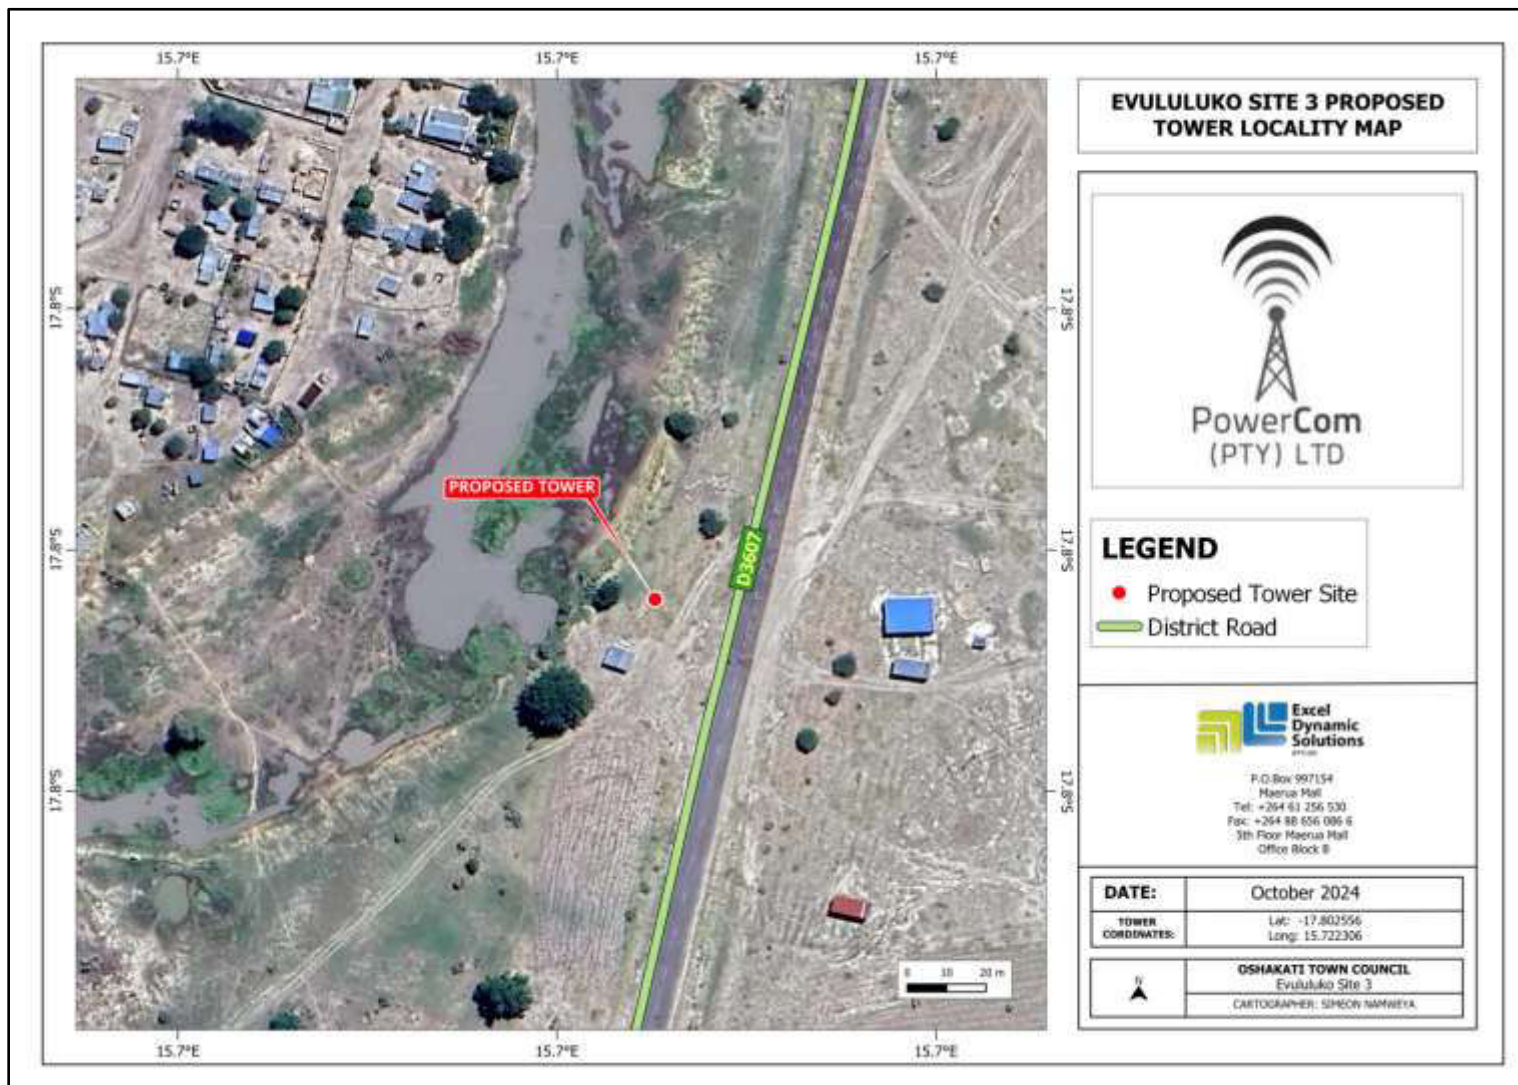 15.7°E 15.7°E 15.7°E
17.8°S
17.8°S
17.8°S
PROPOSED TOWER
D3607
0 10 20 m
17.8°S
17.8°S
17.8°S
15.7°E 15.7°E 15.7°E
EVULULUKO SITE 3 PROPOSED
TOWER LOCALITY MAP
PowerCom
(PTY) LTD
LEGEND
Proposed Tower Site
District Road
Excel
Dynamic
Solutions
P.O.Box 997154
Maerua Mall
Tel: +264 61 256 530
Fax: +264 88 656 086 6
5th Floor Maerua Mall
Office Block B
DATE: October 2024
TOWER
CORDINATES:
Lat: -17.802556
Long: 15.722306
N
OSHAKATI TOWN COUNCIL
Evululuko Site 3
CARTOGRAPHER: SIMEON NAMWEYA